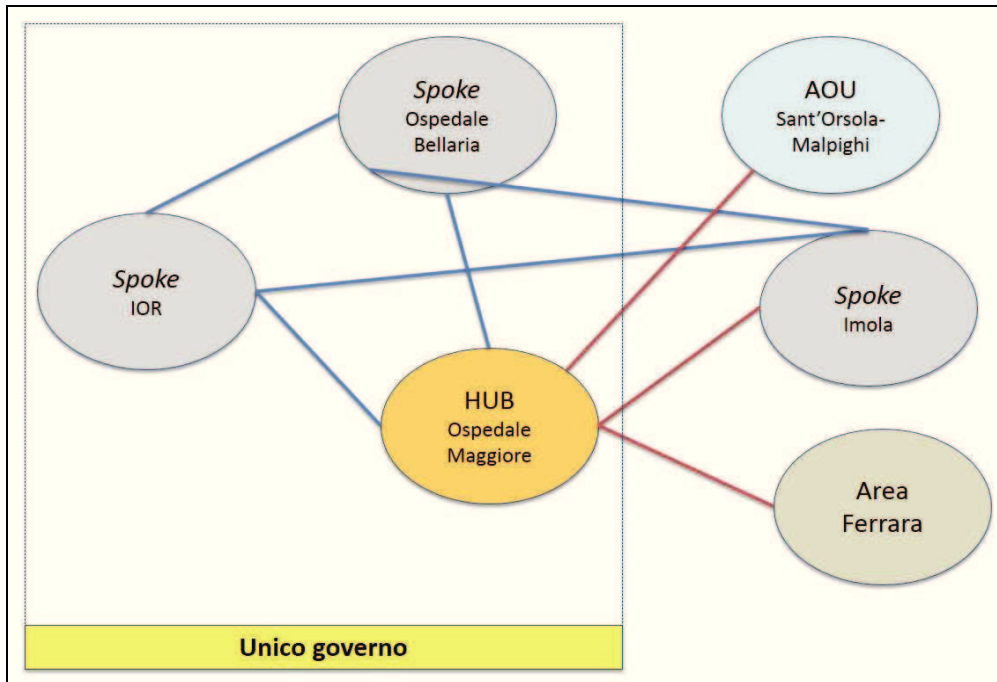 Spoke
Ospedale
Bellaria
AOU
Sant'Orsola-
Malpighi
Spoke
IOR
Spoke
Imola
HUB
Ospedale
Maggiore
Area
Ferrara
Unico governo